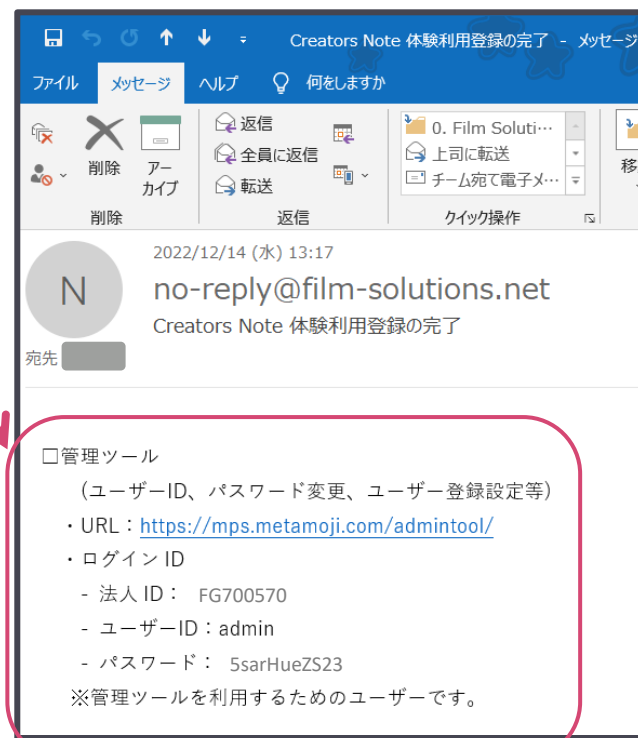 Creators Note 体験利用登録の完了 - メッセージ
ファイル メッセージ ヘルプ 何をしますか
削除
アーカイブ
削除
返信
全員に返信
転送
返信
0. Film Soluti…
上司に転送
チーム宛て電子メ…
クイック操作
移
2022/12/14 (水) 13:17
N
no-reply@film-solutions.net
Creators Note 体験利用登録の完了
宛先
□管理ツール
(ユーザーID、パスワード変更、ユーザー登録設定等)
・URL：https://mps.metamoji.com/admintool/
・ログイン ID
- 法人 ID： FG700570
- ユーザーID：admin
- パスワード： 5sarHueZS23
※管理ツールを利用するためのユーザーです。